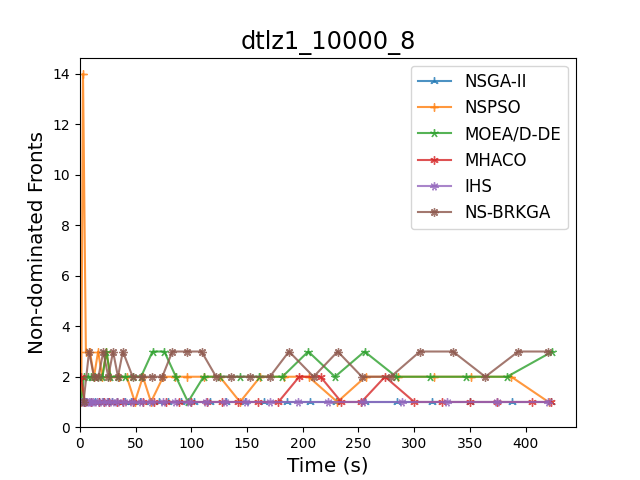 dtlz1_10000_8
NSGA-II
NSPSO
MOEA/D-DE
MHACO
IHS
NS-BRKGA
Non-dominated Fronts
14
12
10
8
6
4
2
0
0 50 100 150 200 250 300 350 400
Time (s)